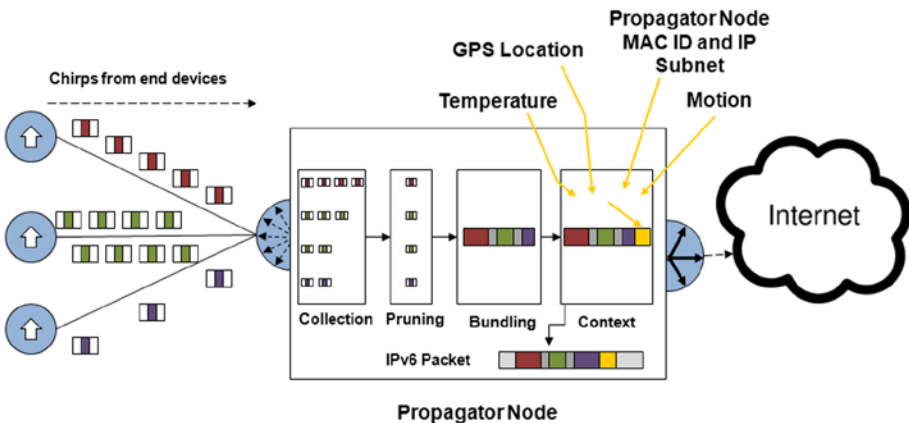 Propagator Node
MAC ID and IP
Subnet
GPS Location
Chirps from end devices
Temperature
Motion
Internet
Collection
Pruning
Bundling
Context
IPv6 Packet
Propagator Node